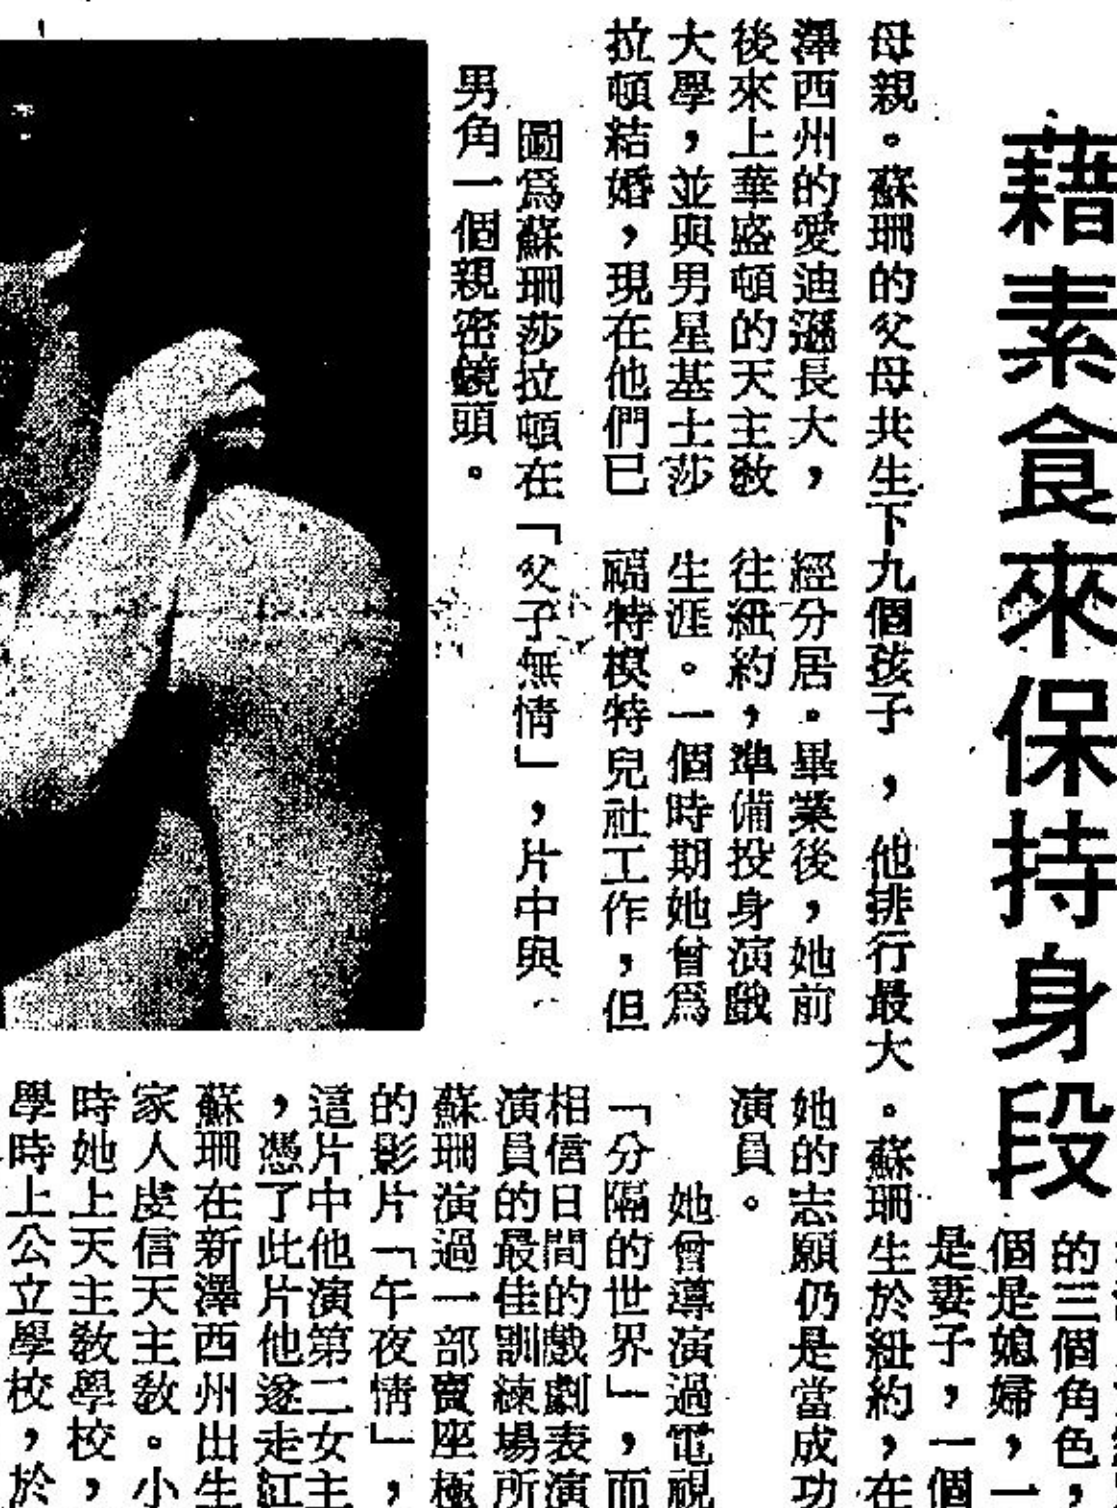 藉素食來保持身段
的三個角色，
個是媳婦，一
是妻子，一個
母親。蘇珊的父母共生下九個孩子，他排行最大。蘇珊生於紐約，在
澤西州的愛迪遜長大，
後來上華盛頓的天主教
大學，並與男星基士莎
拉頓結婚，現在他們已
經分居。畢業後，她前
往紐約，準備投身演戲
生涯。一個時期她曾爲
福特模特兒社工作，但
她的志願仍是當成功
演員。
她曾導演過電視
「分隔的世界」，而
相信日間的戲劇表演
演員的最佳訓練場所
蘇珊演過一部賣座極
的影片「午夜情」，
這片中他演第二女主
，憑了此片他遂走紅
蘇珊在新澤西州出生
家人虔信天主教。小
時她上天主教學校，
學時上公立學校，於
圖爲蘇珊莎拉頓在「父子無情」，片中與
男角一個親密鏡頭。